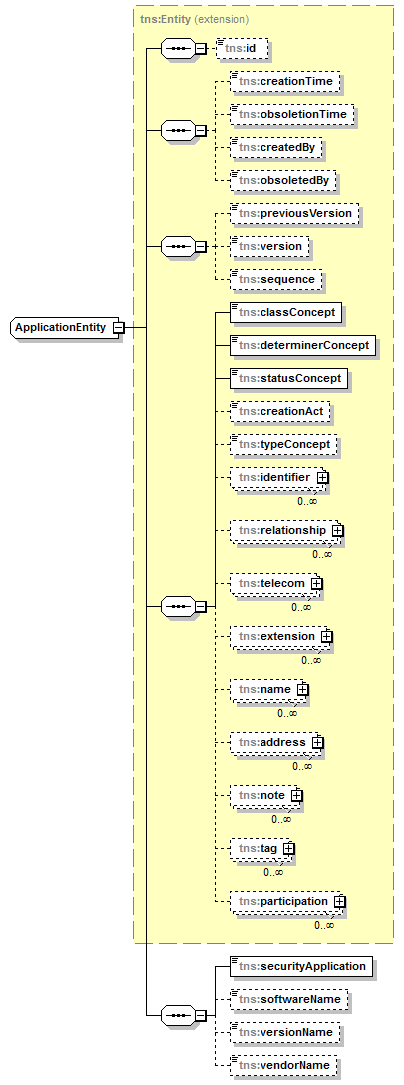 tns:Entity (extension)
tns:id
tns:creationTime
tns:obsoletionTime
tns:createdBy
tns:obsoletedBy
tns:previousVersion
tns:version
tns:sequence
ApplicationEntity
tns:classConcept
tns:determinerConcept
tns:statusConcept
tns:creationAct
tns:typeConcept
tns:identifier
0..∞
tns:relationship
0..∞
tns:telecom
0..∞
tns:extension
0..∞
tns:name
0..∞
tns:address
0..∞
tns:note
0..∞
tns:tag
0..∞
tns:participation
0..∞
tns:securityApplication
tns:softwareName
tns:versionName
tns:vendorName